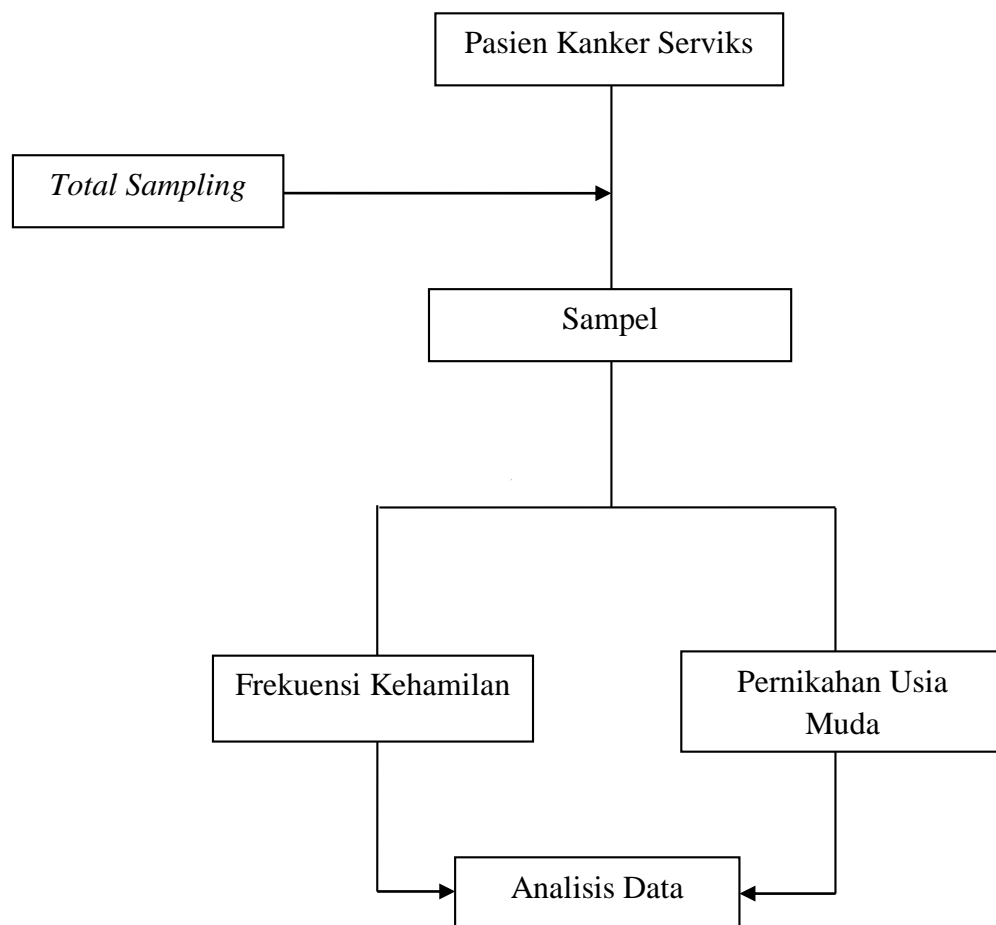 Pasien Kanker Serviks
Total Sampling
Sampel
Frekuensi Kehamilan
Pernikahan Usia
Muda
Analisis Data